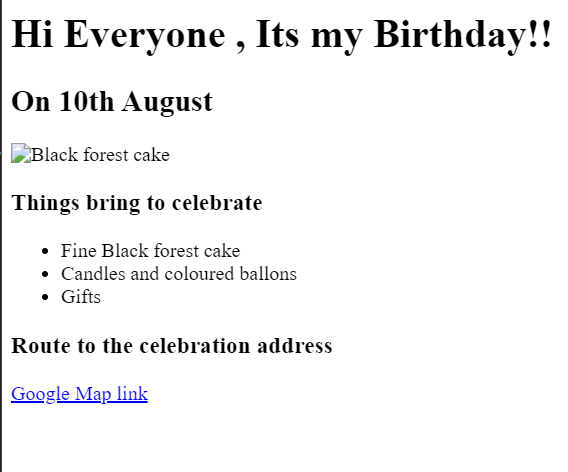 Hi Everyone , Its my Birthday!!
On 10th August
Black forest cake
Things bring to celebrate
Fine Black forest cake
Candles and coloured ballons
Gifts
Route to the celebration address
Google Map link